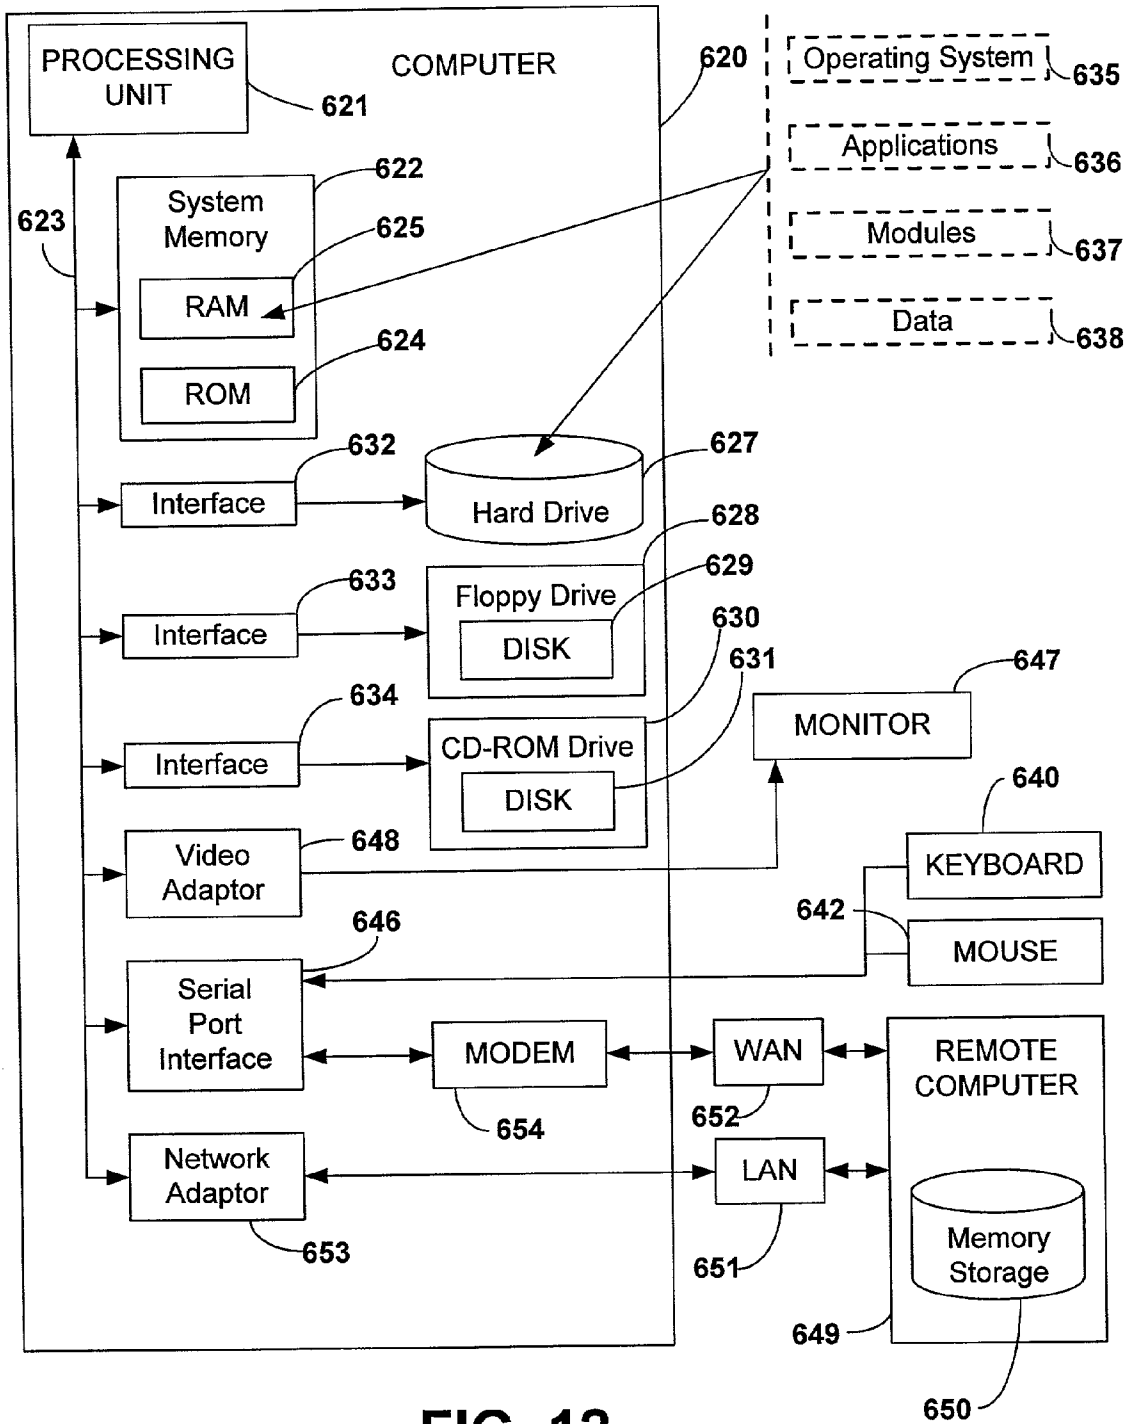 PROCESSING
UNIT
COMPUTER
620
621
Operating System
635
Applications
636
Modules
637
Data
638
622
System
Memory
623
625
RAM
624
ROM
632
Interface
627
Hard Drive
628
633
Interface
Floppy Drive
629
DISK
630
631
634
Interface
CD-ROM Drive
DISK
647
MONITOR
640
KEYBOARD
648
Video
Adaptor
642
MOUSE
646
Serial
Port
Interface
MODEM
654
WAN
652
REMOTE
COMPUTER
Network
Adaptor
653
LAN
651
Memory
Storage
649
650